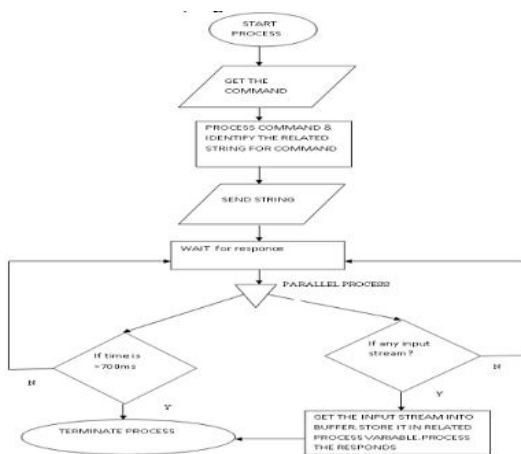 START
PROCESS
GET THE
COMMAND
PROCESS COMMAND &
IDENTIFY THE RELATED
STRING FOR COMMAND
SEND STRING
WAIT for responce
PARALLEL PROCESS
If time is
=700ms
N
Y
If any input
stream?
N
Y
GET THE INPUT STREAM INTO
BUFFER.STORE IT IN RELATED
PROCESS VARIABLE.PROCESS
THE RESPONDS
TERMINATE PROCESS